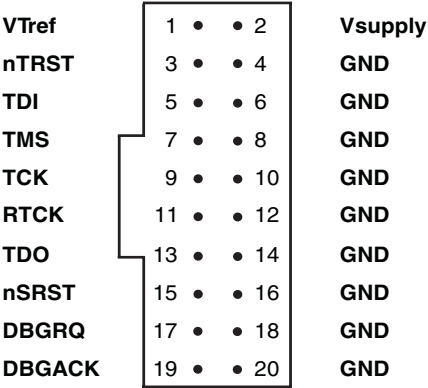 VTref 1 2 Vsupply
nTRST 3 4 GND
TDI 5 6 GND
TMS 7 8 GND
TCK 9 10 GND
RTCK 11 12 GND
TDO 13 14 GND
nSRST 15 16 GND
DBGRQ 17 18 GND
DBGACK 19 20 GND